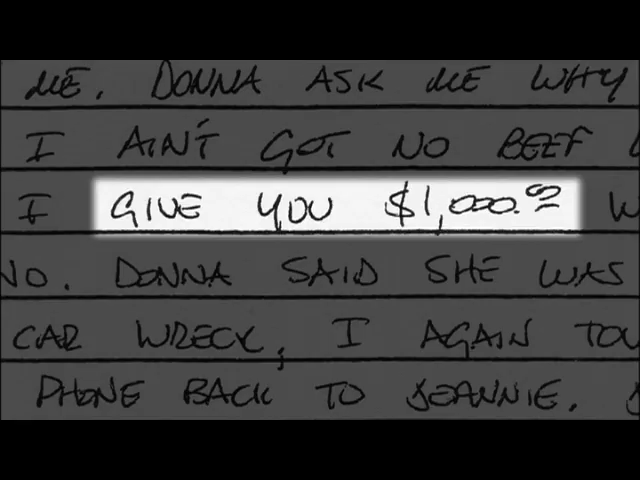 ME. DONNA ASK ME WHY
I AIN'T GOT NO BEEF
I GIVE YOU $1,000.00 W
NO. DONNA SAID SHE WAS
CAR WRECK, I AGAIN TOU
PHONE BACK TO JEANNIE.